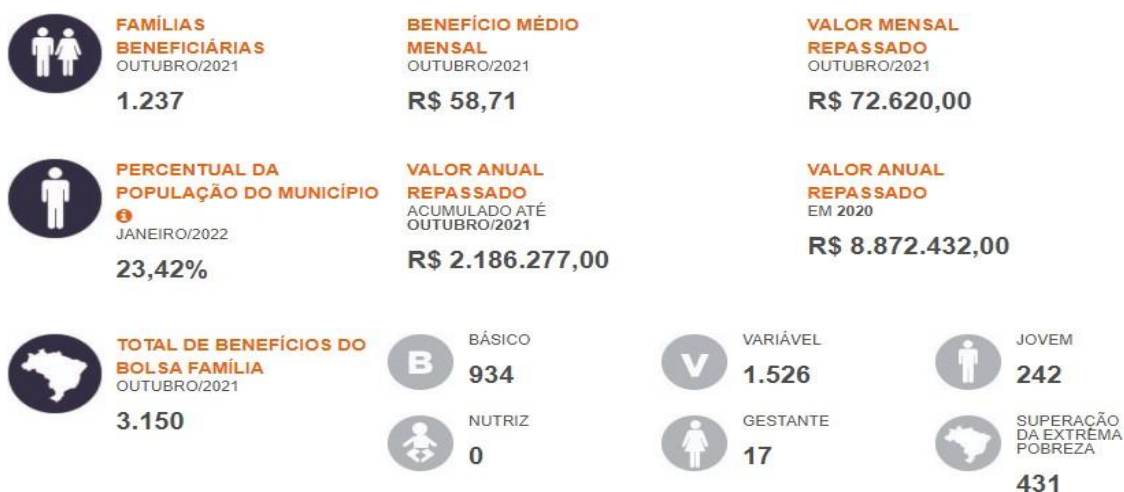 FAMÍLIAS
BENEFICIÁRIAS
OUTUBRO/2021
1.237
BENEFÍCIO MÉDIO
MENSAL
OUTUBRO/2021
R$ 58,71
VALOR MENSAL
REPASSADO
OUTUBRO/2021
R$ 72.620,00
PERCENTUAL DA
POPULAÇÃO DO MUNICÍPIO
i
JANEIRO/2022
23,42%
VALOR ANUAL
REPASSADO
ACUMULADO ATÉ
OUTUBRO/2021
R$ 2.186.277,00
VALOR ANUAL
REPASSADO
EM 2020
R$ 8.872.432,00
TOTAL DE BENEFÍCIOS DO
BOLSA FAMÍLIA
OUTUBRO/2021
3.150
B
BÁSICO
934
V
VARIÁVEL
1.526
JOVEM
242
NUTRIZ
0
GESTANTE
17
SUPERAÇÃO
DA EXTREMA
POBREZA
431